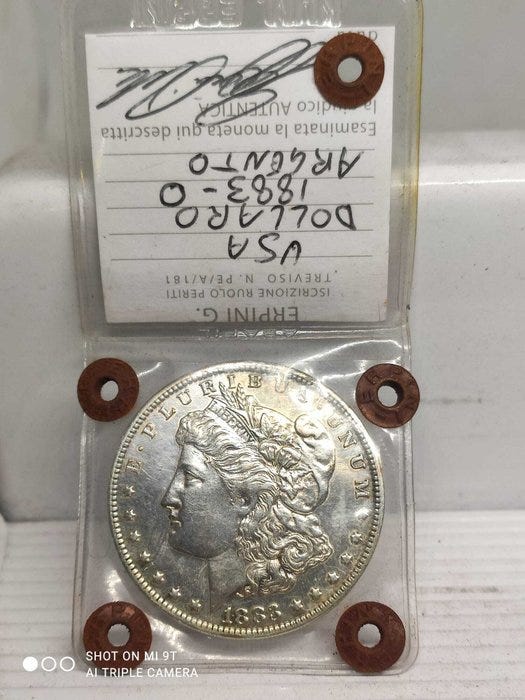 ERPINI G.
ISCRIZIONE RUOLO PERITI
TREVISO N. PE/A/181
USA
DOLLARO
1883-O
ARGENTO
Esaminata la moneta qui descritta
la giudico AUTENTICA
E·PLURIBUS·UNUM
1883
SHOT ON MI 9T
AI TRIPLE CAMERA